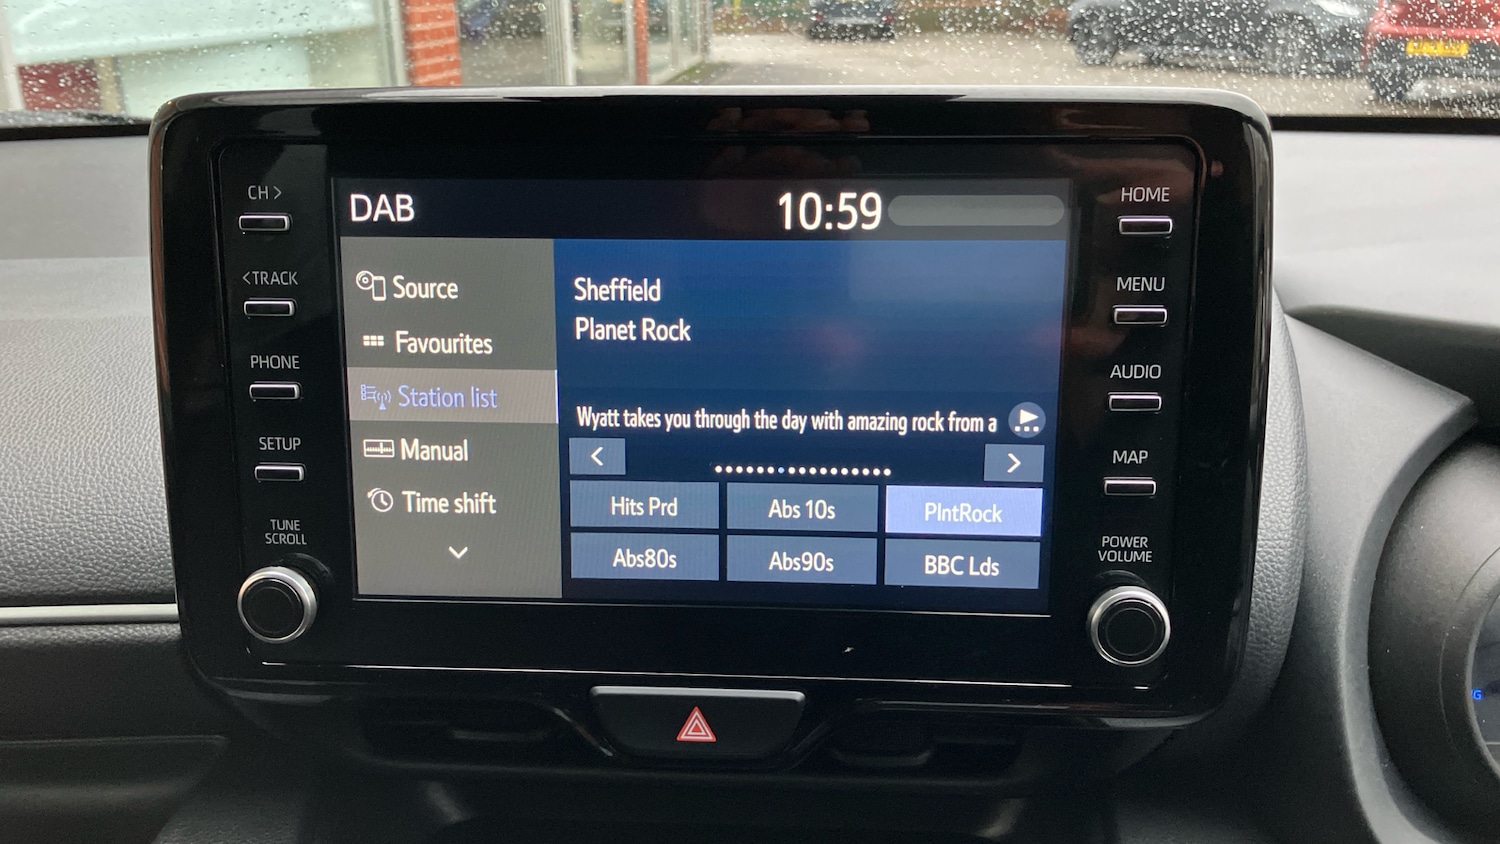 CH >
<TRACK
PHONE
SETUP
TUNE
SCROLL
DAB
10:59
Source
Favourites
Station list
Manual
Time shift
Sheffield
Planet Rock
Wyatt takes you through the day with amazing rock from a
Hits Prd
Abs 10s
PlntRock
Abs80s
Abs90s
BBC Lds
HOME
MENU
AUDIO
MAP
POWER
VOLUME